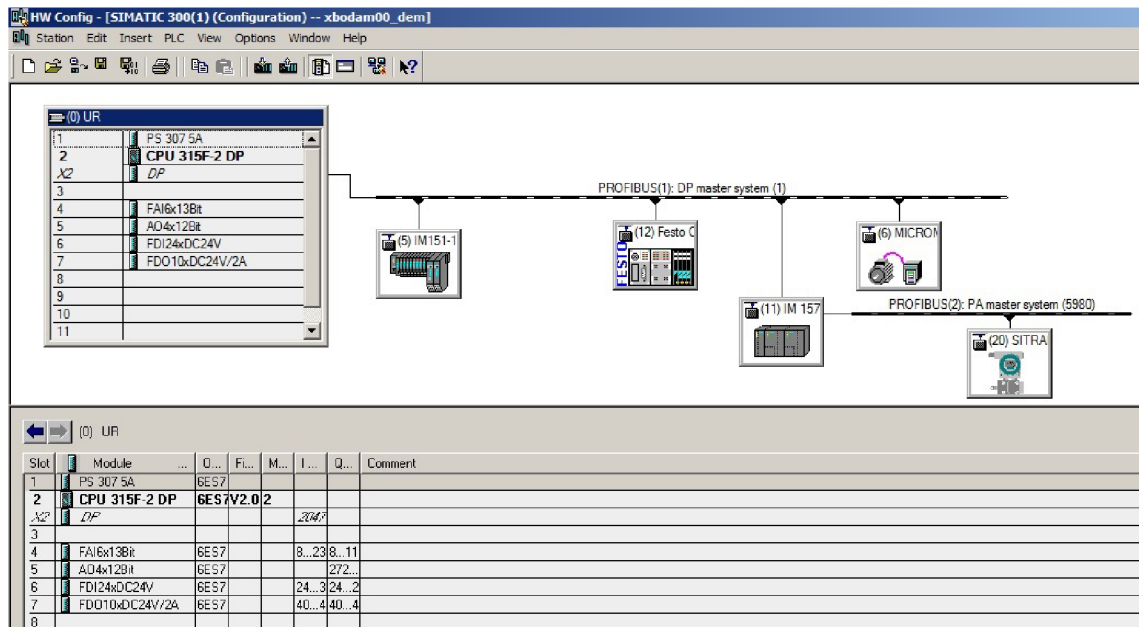 HW Config - [SIMATIC 300(1) (Configuration) -- xbodam00_dem]
Station Edit Insert PLC View Options Window Help
(0) UR
1 PS 307 5A
2 CPU 315F-2 DP
X2 DP
3
4 FAI6x13Bit
5 AO4x12Bit
6 FDI24xDC24V
7 FDO10xDC24V/2A
8
9
10
11
PROFIBUS(1): DP master system (1)
(5) IM151-1
(12) Festo C
FESTO
(6) MICROM
(11) IM 157
PROFIBUS(2): PA master system (5980)
(20) SITRA
(0) UR
Slot Module ... O... Fi... M... I ... Q... Comment
1 PS 307 5A 6ES7
2 CPU 315F-2 DP 6ES7 V2.0 2
X2 DP 2047
3
4 FAI6x13Bit 6ES7 8...23 8...11
5 AO4x12Bit 6ES7 272...
6 FDI24xDC24V 6ES7 24...3 24...2
7 FDO10xDC24V/2A 6ES7 40...4 40...4
8